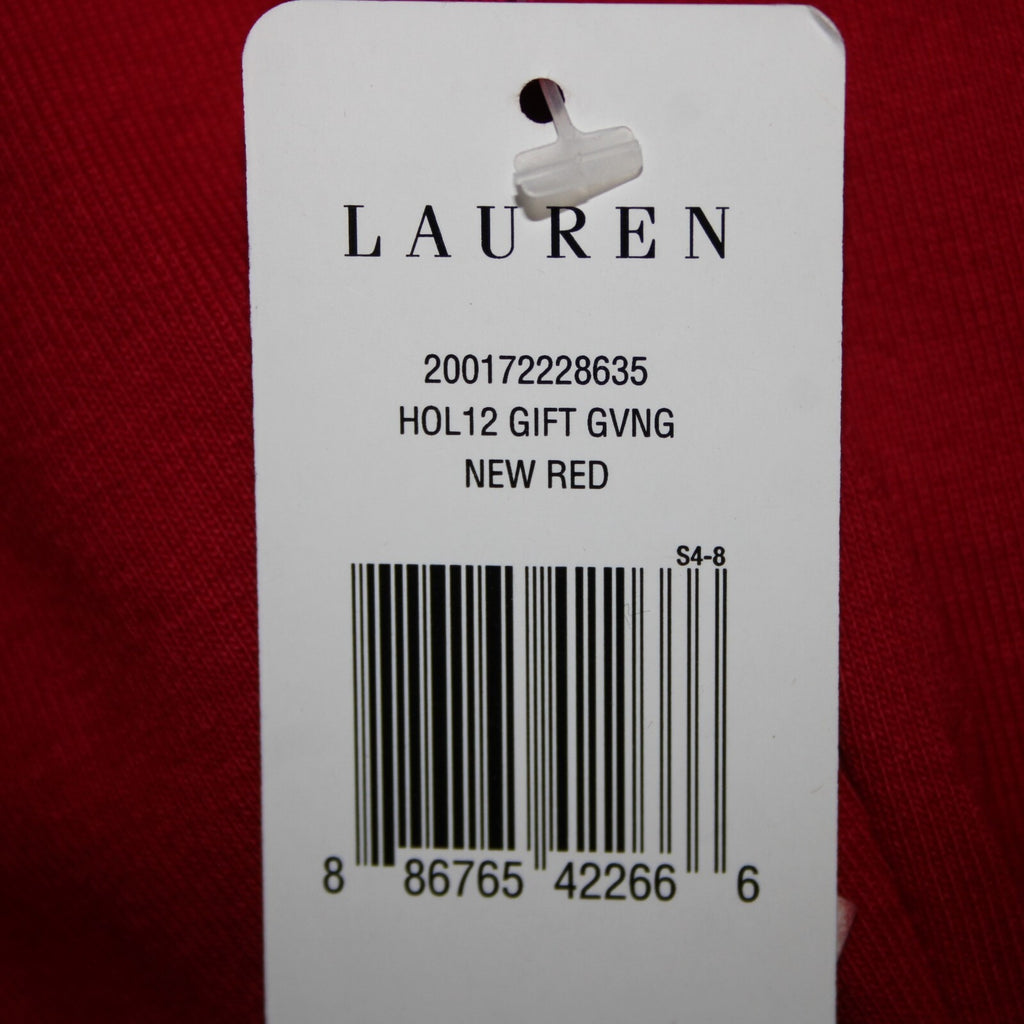 LAUREN
200172228635
HOL12 GIFT GVNG
NEW RED
S4-8
8 86765 42266 6